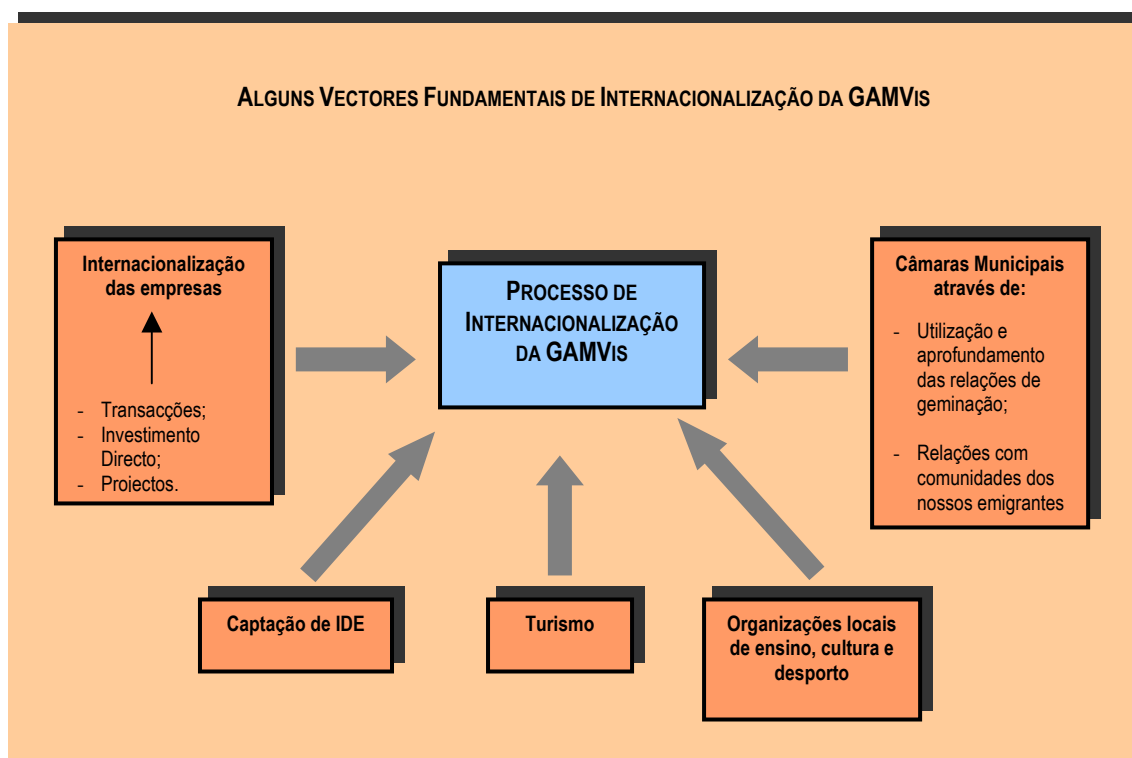 ALGUNS VECTORES FUNDAMENTAIS DE INTERNACIONALIZAÇÃO DA GAMVIS
Internacionalização
das empresas
- Transacções;
- Investimento
Directo;
- Projectos.
PROCESSO DE
INTERNACIONALIZAÇÃO
DA GAMVIS
Câmaras Municipais
através de:
- Utilização e
aprofundamento
das relações de
geminação;
- Relações com
comunidades dos
nossos emigrantes
Captação de IDE
Turismo
Organizações locais
de ensino, cultura e
desporto